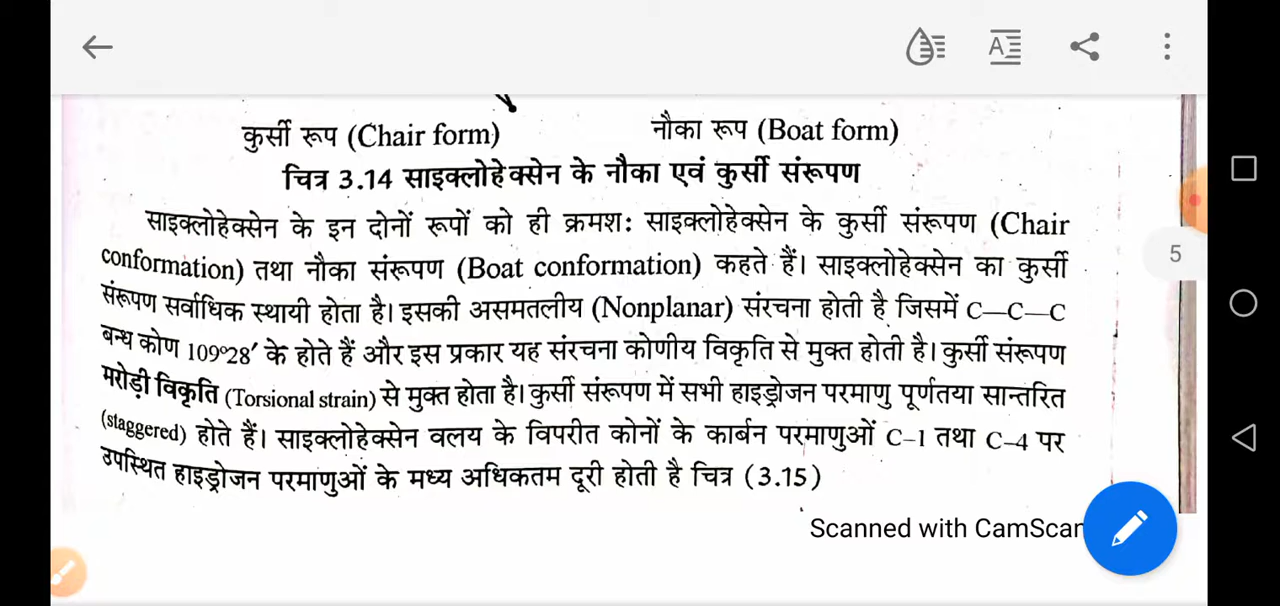 कुर्सी रूप (Chair form) नौका रूप (Boat form)
चित्र 3.14 साइक्लोहेक्सेन के नौका एवं कुर्सी संरूपण
साइक्लोहेक्सेन के इन दोनों रूपों को ही क्रमश: साइक्लोहेक्सेन के कुर्सी संरूपण (Chair
conformation) तथा नौका संरूपण (Boat conformation) कहते हैं। साइक्लोहेक्सेन का कुर्सी
संरूपण सर्वाधिक स्थायी होता है। इसकी असमतलीय (Nonplanar) संरचना होती है जिसमें C—C—C
बन्ध कोण 109°28′ के होते हैं और इस प्रकार यह संरचना कोणीय विकृति से मुक्त होती है। कुर्सी संरूपण
मरोड़ी विकृति (Torsional strain) से मुक्त होता है। कुर्सी संरूपण में सभी हाइड्रोजन परमाणु पूर्णतया सान्तरित
(staggered) होते हैं। साइक्लोहेक्सेन वलय के विपरीत कोनों के कार्बन परमाणुओं C–1 तथा C–4 पर
उपस्थित हाइड्रोजन परमाणुओं के मध्य अधिकतम दूरी होती है चित्र (3.15)
5
Scanned with CamScan